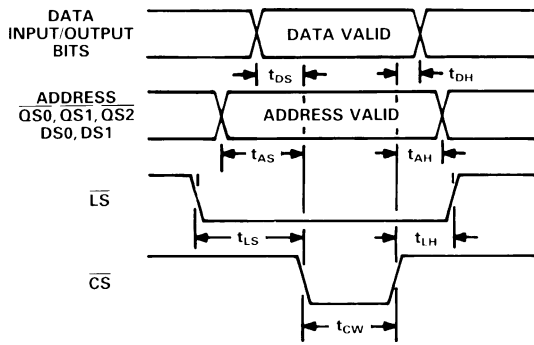 DATA
INPUT/OUTPUT
BITS
DATA VALID
tDS
tDH
ADDRESS
QS0, QS1, QS2
DS0, DS1
ADDRESS VALID
tAS
tAH
LS
tLS
tLH
CS
tCW